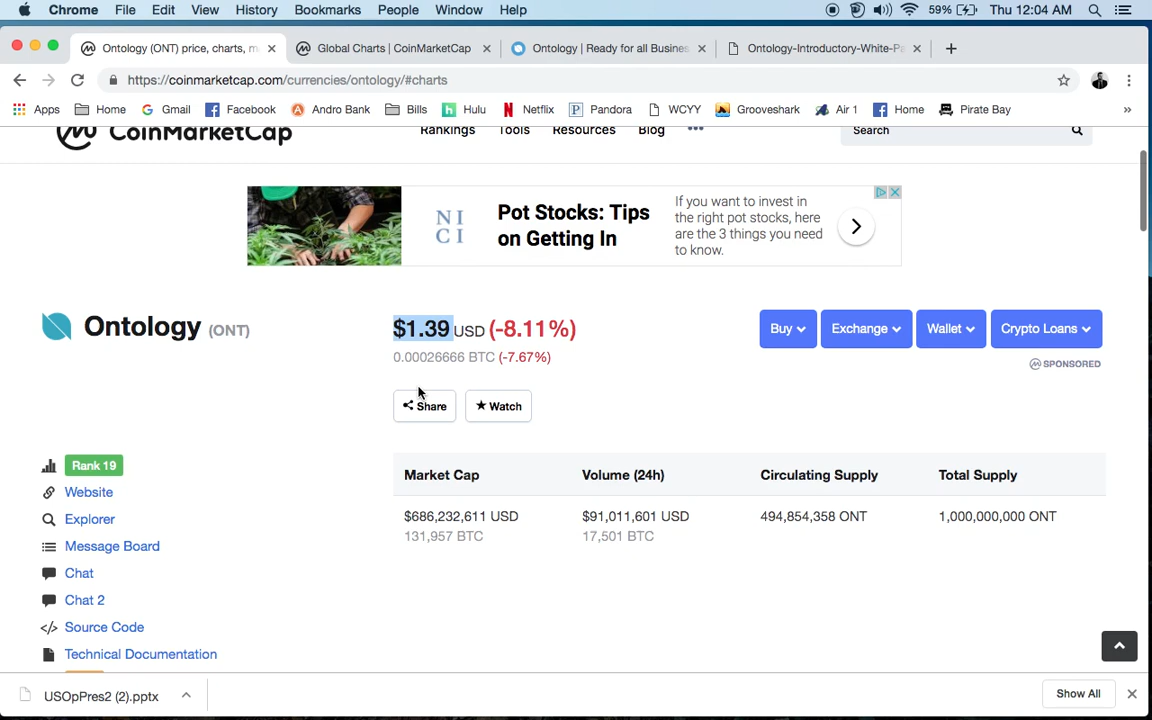 Chrome File Edit View History Bookmarks People Window Help 59% Thu 12:04 AM
Ontology (ONT) price, charts, m Global Charts | CoinMarketCap Ontology | Ready for all Busines Ontology-Introductory-White-Pa
https://coinmarketcap.com/currencies/ontology/#charts
Apps Home Gmail Facebook Andro Bank Bills Hulu Netflix Pandora WCYY Grooveshark Air 1 Home Pirate Bay »
CoinMarketCap Rankings Tools Resources Blog Search
NI
CI
Pot Stocks: Tips
on Getting In
If you want to invest in
the right pot stocks, here
are the 3 things you need
to know.
Ontology (ONT)
$1.39 USD (-8.11%)
0.00026666 BTC (-7.67%)
Buy Exchange Wallet Crypto Loans
SPONSORED
Share Watch
Rank 19
Website
Explorer
Message Board
Chat
Chat 2
Source Code
Technical Documentation
Market Cap Volume (24h) Circulating Supply Total Supply
$686,232,611 USD $91,011,601 USD 494,854,358 ONT 1,000,000,000 ONT
131,957 BTC 17,501 BTC
USOpPres2 (2).pptx Show All